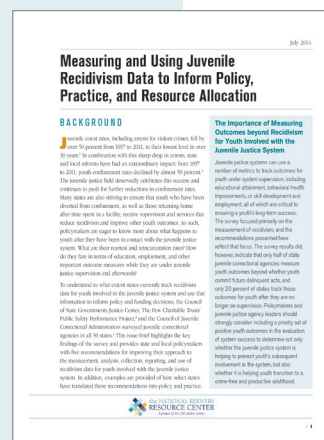 July 2014
Measuring and Using Juvenile
Recidivism Data to Inform Policy,
Practice, and Resource Allocation
BACKGROUND
Juvenile arrest rates, including arrests for violent crimes, fell by
over 50 percent from 1997 to 2011, to their lowest level in over
30 years.¹ In combination with this sharp drop in arrests, state
and local reforms have had an extraordinary impact: from 1997
to 2011, youth confinement rates declined by almost 50 percent.²
The juvenile justice field deservedly celebrates this success and
continues to push for further reductions in confinement rates.
Many states are also striving to ensure that youth who have been
diverted from confinement, as well as those returning home
after time spent in a facility, receive supervision and services that
reduce recidivism and improve other youth outcomes. As such,
policymakers are eager to know more about what happens to
youth after they have been in contact with the juvenile justice
system. What are their rearrest and reincarceration rates? How
do they fare in terms of education, employment, and other
important outcome measures while they are under juvenile
justice supervision and afterwards?
To understand to what extent states currently track recidivism
data for youth involved in the juvenile justice system and use that
information to inform policy and funding decisions, the Council
of State Governments Justice Center, The Pew Charitable Trusts'
Public Safety Performance Project,³ and the Council of Juvenile
Correctional Administrators surveyed juvenile correctional
agencies in all 50 states.⁴ This issue brief highlights the key
findings of the survey and provides state and local policymakers
with five recommendations for improving their approach to
the measurement, analysis, collection, reporting, and use of
recidivism data for youth involved with the juvenile justice
system. In addition, examples are provided of how select states
have translated these recommendations into policy and practice.
The Importance of Measuring
Outcomes beyond Recidivism
for Youth Involved with the
Juvenile Justice System
Juvenile justice systems can use a
number of metrics to track outcomes for
youth under system supervision, including
educational attainment, behavioral health
improvements, or skill development and
employment, all of which are critical to
ensuring a youth's long-term success.
The survey focused primarily on the
measurement of recidivism, and the
recommendations presented here
reflect that focus. The survey results did,
however, indicate that only half of state
juvenile correctional agencies measure
youth outcomes beyond whether youth
commit future delinquent acts, and
only 20 percent of states track these
outcomes for youth after they are no
longer on supervision. Policymakers and
juvenile justice agency leaders should
strongly consider including a priority set of
positive youth outcomes in the evaluation
of system success to determine not only
whether the juvenile justice system is
helping to prevent youth's subsequent
involvement in the system, but also
whether it is helping youth transition to a
crime-free and productive adulthood.
the NATIONAL REENTRY
RESOURCE CENTER
A project of the CSG Justice Center
1